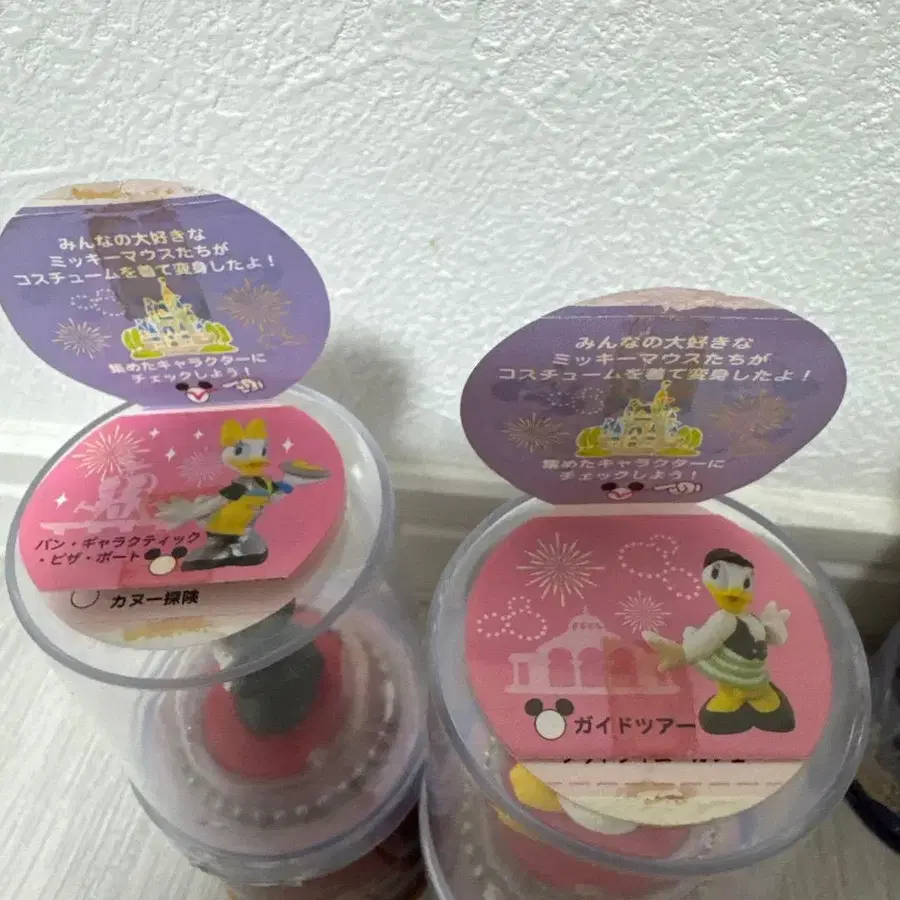 みんなの大好きな
ミッキーマウスたちが
コスチュームを着て変身したよ！
集めたキャラクターに
チェックしよう！
パン・ギャラクティック
・ピザ・ポート
カヌー探険
みんなの大好きな
ミッキーマウスたちが
コスチュームを着て変身したよ！
集めたキャラクターに
チェックしよう！
ガイドツアー